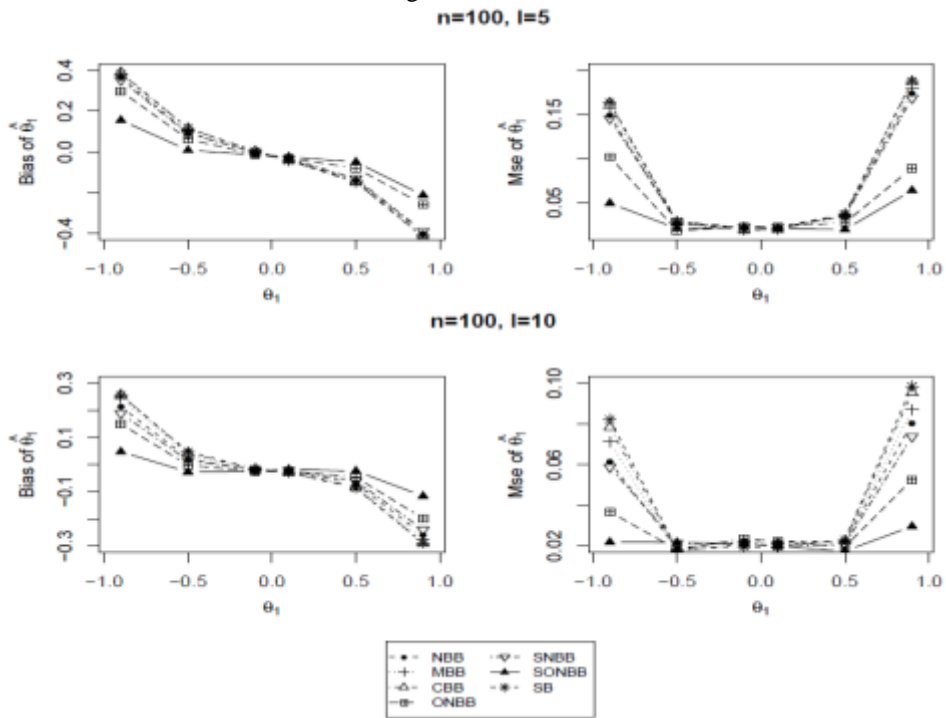 n=100, l=5
Bias of θ̂₁
0.4
0.2
0.0
−0.4
−1.0 −0.5 0.0 0.5 1.0
θ₁
Mse of θ̂₁
0.15
0.05
−1.0 −0.5 0.0 0.5 1.0
θ₁
n=100, l=10
Bias of θ̂₁
0.3
0.1
−0.1
−0.3
−1.0 −0.5 0.0 0.5 1.0
θ₁
Mse of θ̂₁
0.10
0.06
0.02
−1.0 −0.5 0.0 0.5 1.0
θ₁
NBB SNBB
MBB SONBB
CBB SB
ONBB